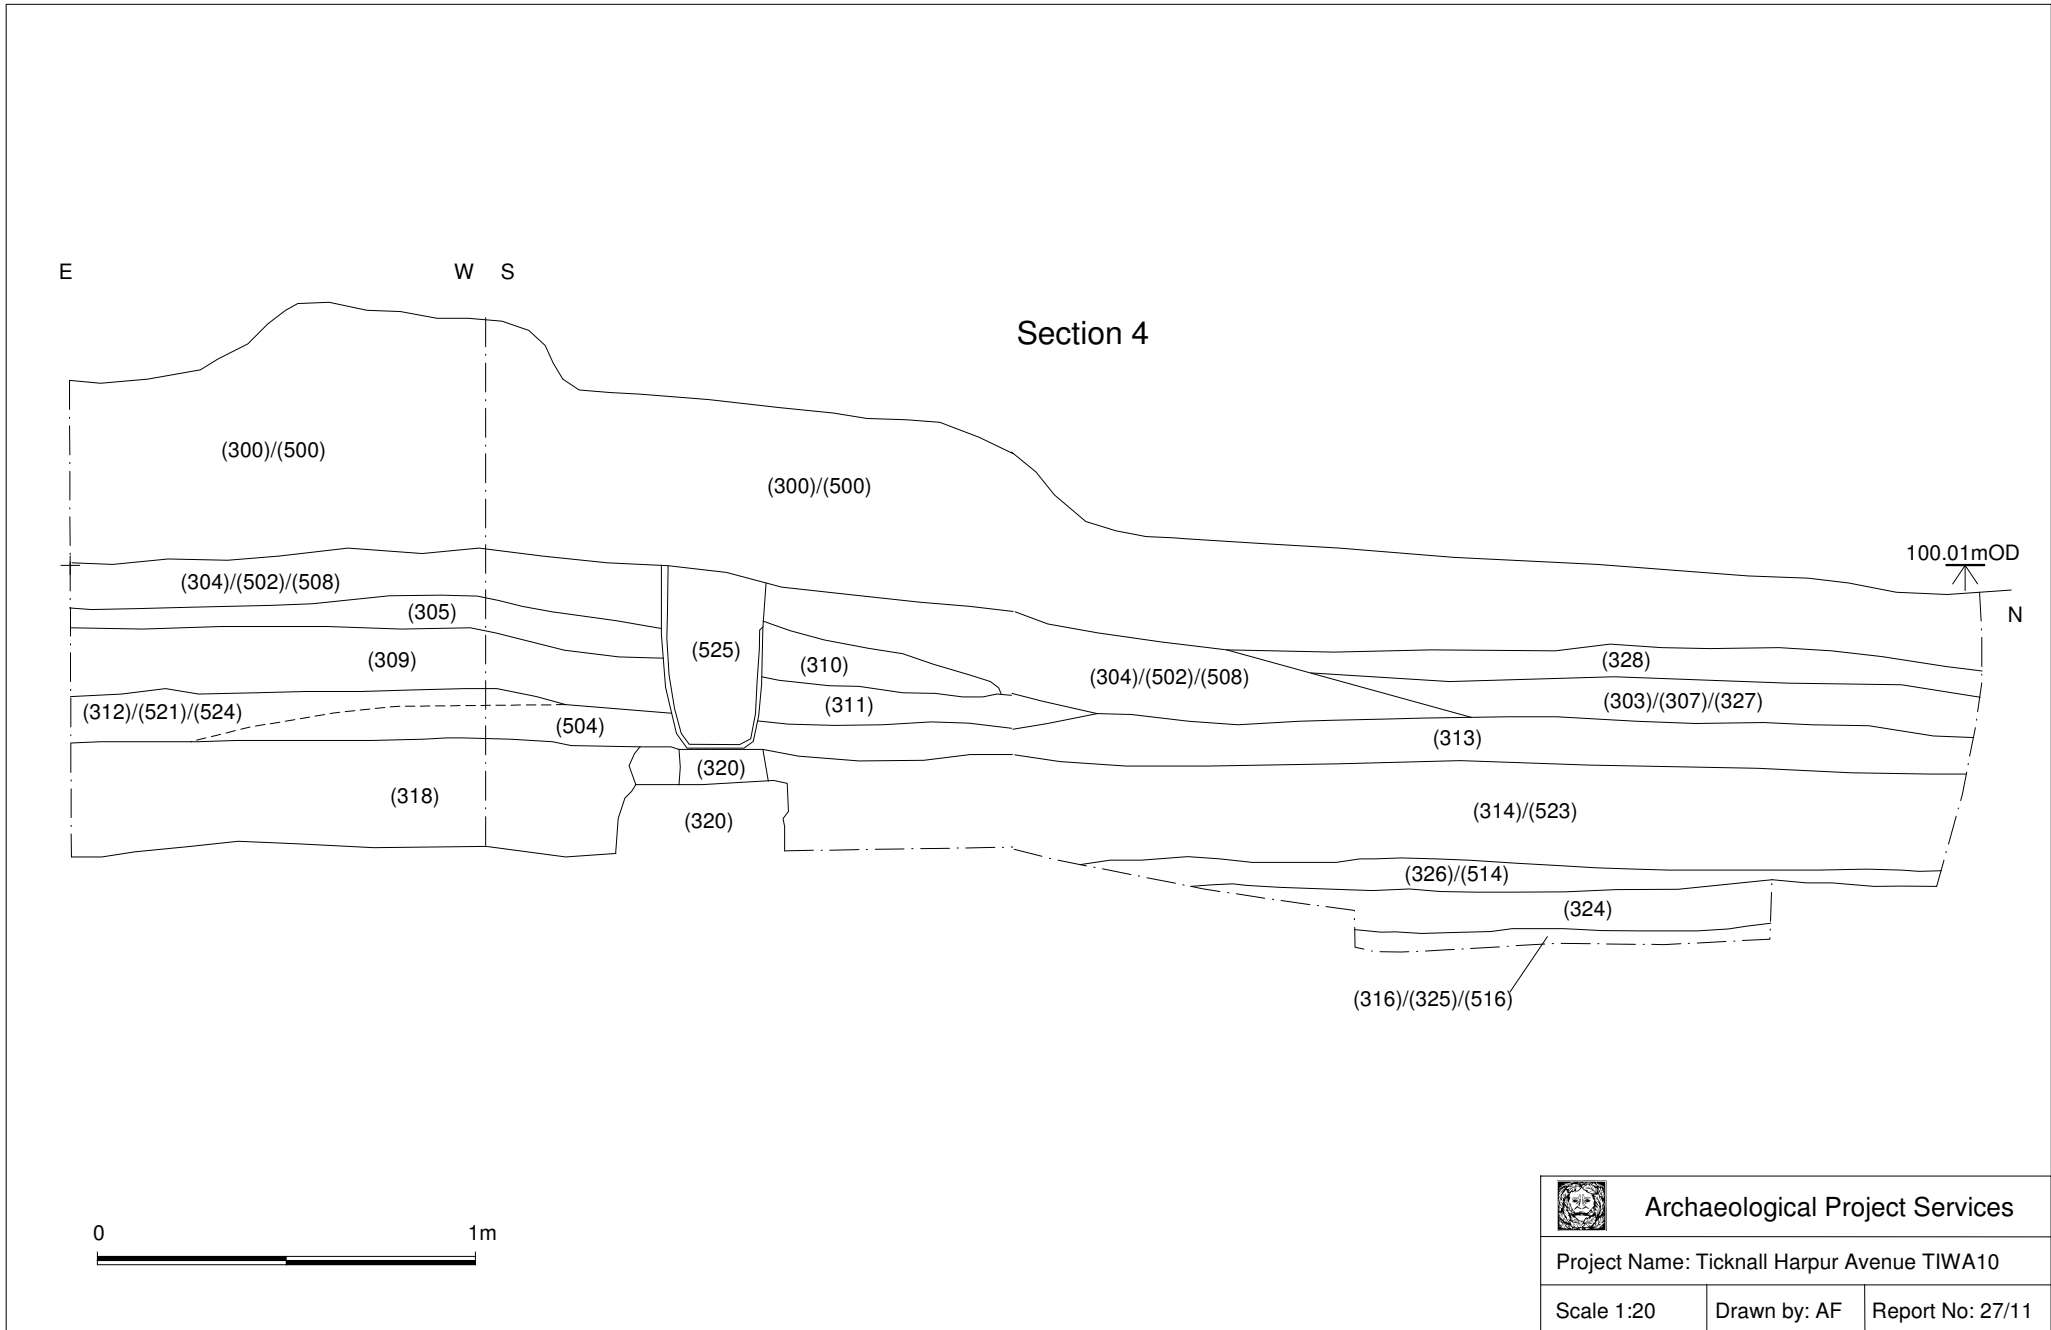 E
W S
Section 4
(300)/(500)
(300)/(500)
100.01mOD
N
(304)/(502)/(508)
(305)
(525)
(309)
(310)
(328)
(304)/(502)/(508)
(303)/(307)/(327)
(312)/(521)/(524)
(311)
(504)
(313)
(320)
(318)
(320)
(314)/(523)
(326)/(514)
(324)
(316)/(325)/(516)
0 1m
Archaeological Project Services
Project Name: Ticknall Harpur Avenue TIWA10
Scale 1:20
Drawn by: AF
Report No: 27/11